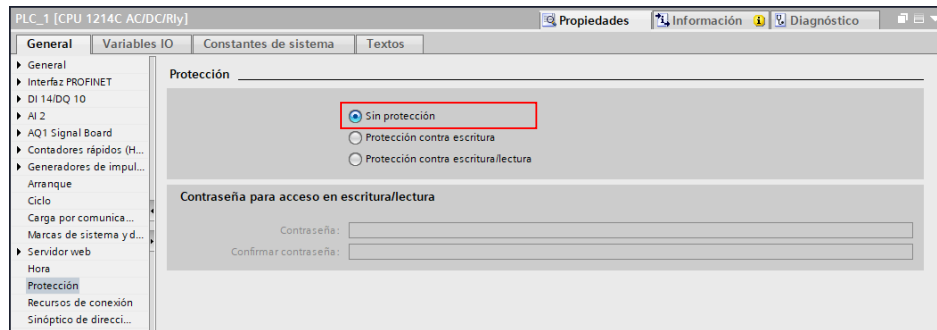 PLC_1 [CPU 1214C AC/DC/Rly]
Propiedades
Información
Diagnóstico
General
Variables IO
Constantes de sistema
Textos
General
Interfaz PROFINET
DI 14/DQ 10
AI 2
AQ1 Signal Board
Contadores rápidos (H...
Generadores de impul...
Arranque
Ciclo
Carga por comunica...
Marcas de sistema y d...
Servidor web
Hora
Protección
Recursos de conexión
Sinóptico de direcci...
Protección
Sin protección
Protección contra escritura
Protección contra escritura/lectura
Contraseña para acceso en escritura/lectura
Contraseña:
Confirmar contraseña: